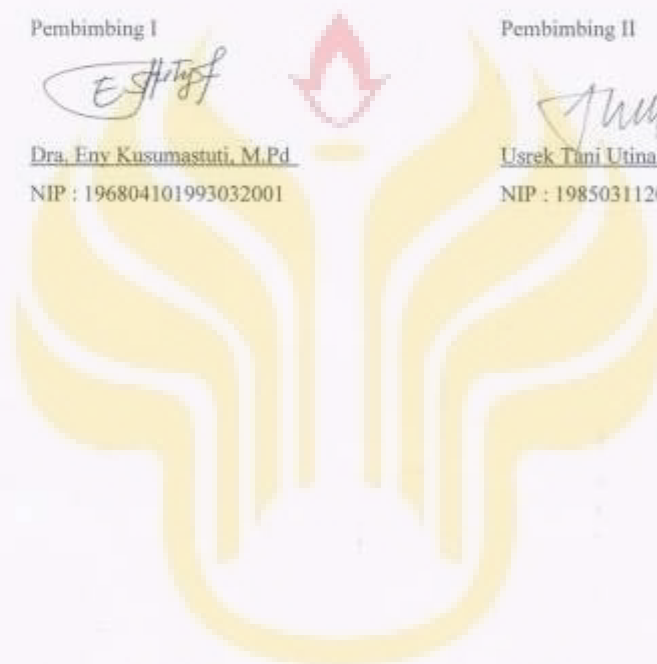 Pembimbing I
Pembimbing II
Dra. Eny Kusumastuti, M.Pd
Usrek Tani Utina
NIP : 196804101993032001
NIP : 1985031120